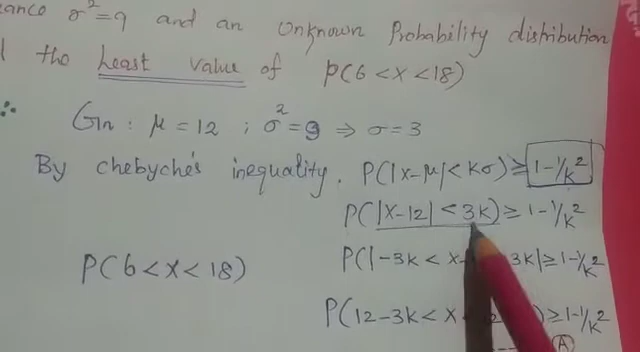 σ²=9 and an Unknown Probability distribution
the Least value of P(6<X<18)
Gn: μ=12 ; σ²=9 ⇒ σ=3
By chebyche's inequality. P(|X-μ|<Kσ)≥1-1/K²
P(|X-12|<3K)≥1-1/K²
P(6<X<18)
P(|-3K<X- 3K|≥1-1/K²
P(12-3K<X )≥1-1/K²
(A)